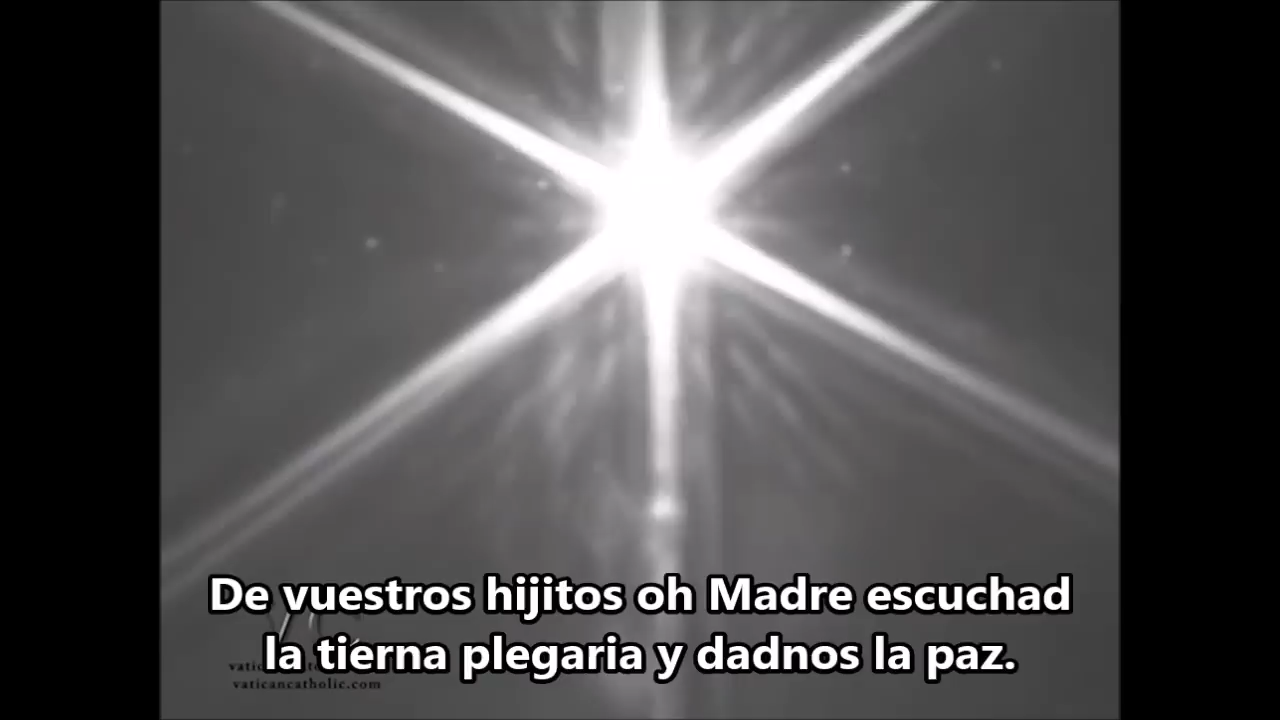 De vuestros hijitos oh Madre escuchad
la tierna plegaria y dadnos la paz.
vaticancatholic.com